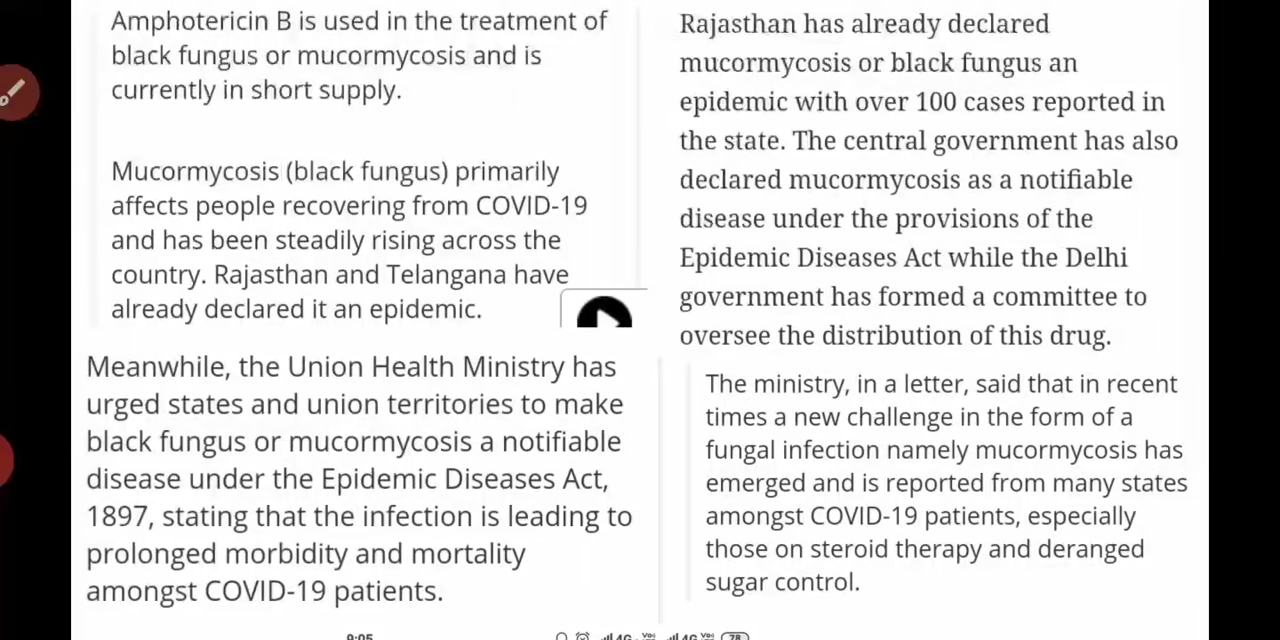 Amphotericin B is used in the treatment of
black fungus or mucormycosis and is
currently in short supply.
Mucormycosis (black fungus) primarily
affects people recovering from COVID-19
and has been steadily rising across the
country. Rajasthan and Telangana have
already declared it an epidemic.
Meanwhile, the Union Health Ministry has
urged states and union territories to make
black fungus or mucormycosis a notifiable
disease under the Epidemic Diseases Act,
1897, stating that the infection is leading to
prolonged morbidity and mortality
amongst COVID-19 patients.
Rajasthan has already declared
mucormycosis or black fungus an
epidemic with over 100 cases reported in
the state. The central government has also
declared mucormycosis as a notifiable
disease under the provisions of the
Epidemic Diseases Act while the Delhi
government has formed a committee to
oversee the distribution of this drug.
The ministry, in a letter, said that in recent
times a new challenge in the form of a
fungal infection namely mucormycosis has
emerged and is reported from many states
amongst COVID-19 patients, especially
those on steroid therapy and deranged
sugar control.
9:05 4G 4G 78